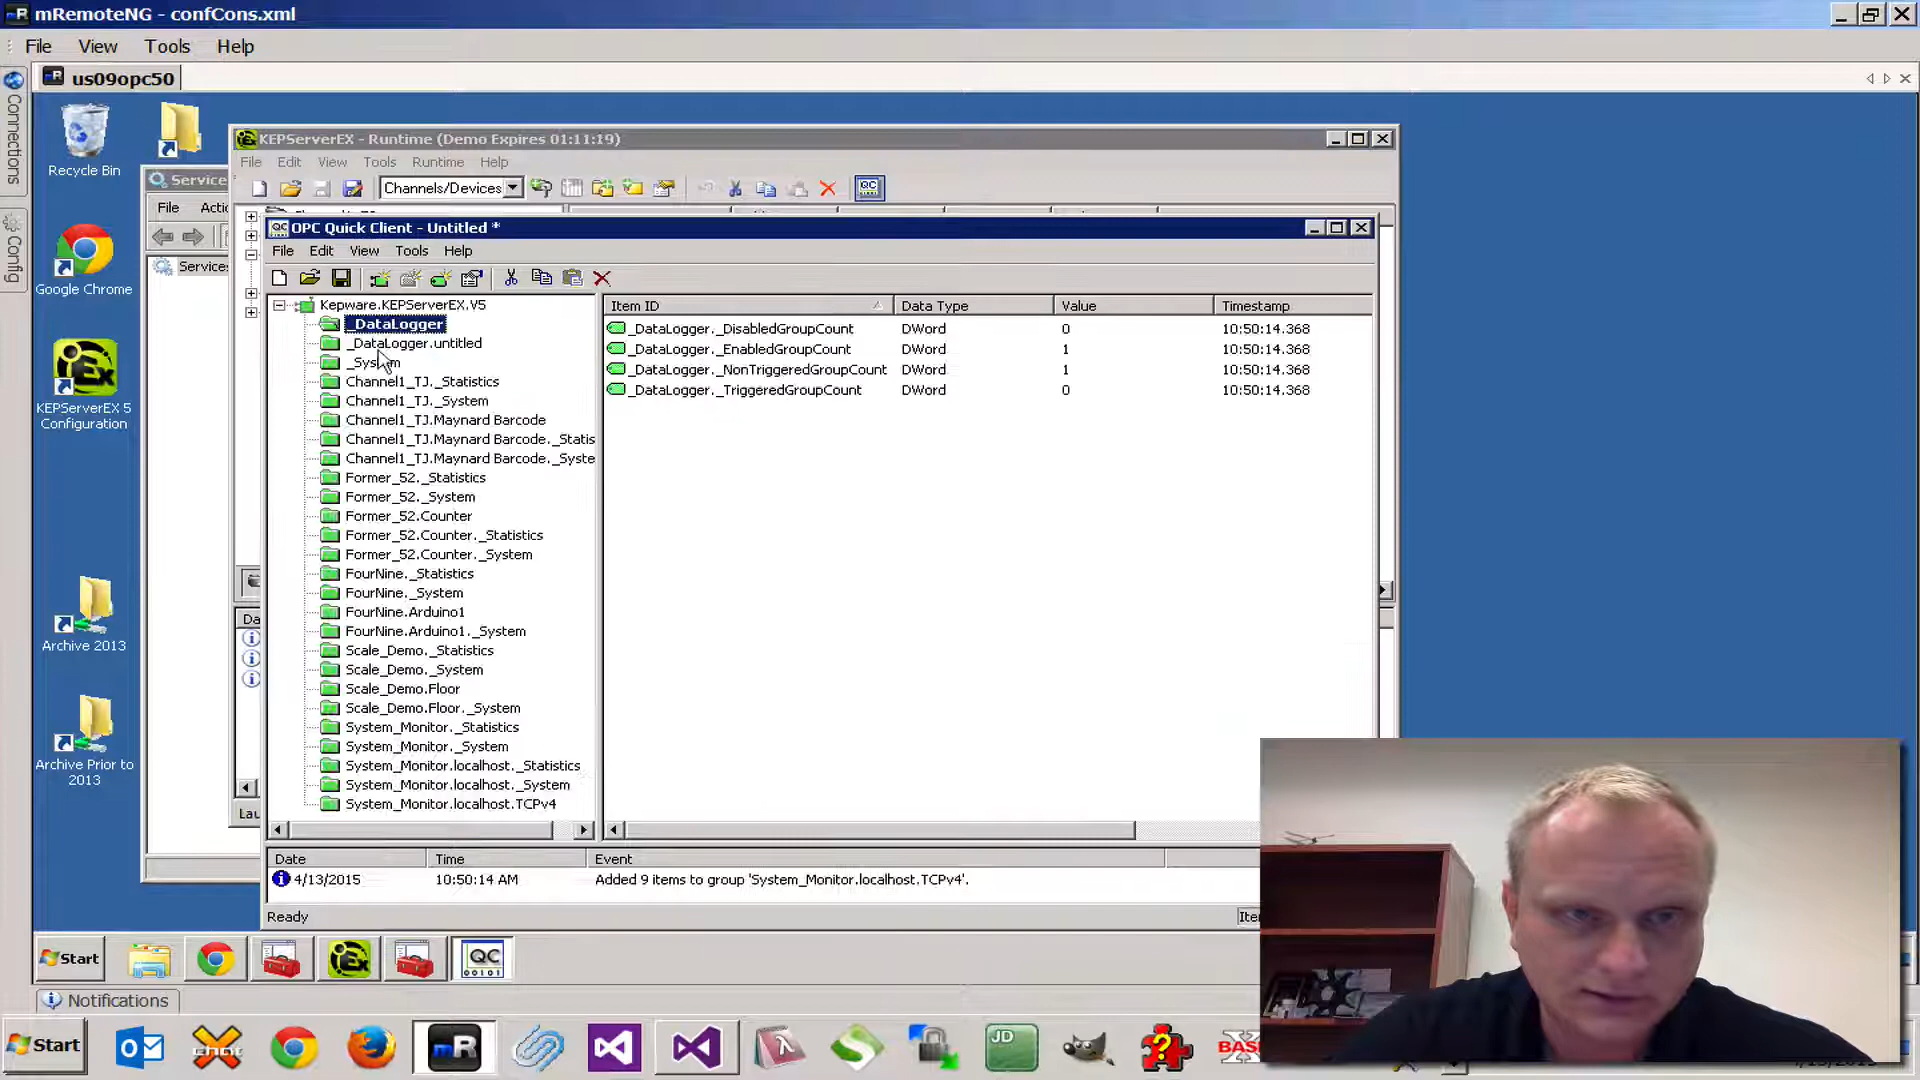 mRemoteNG - confCons.xml
File View Tools Help
us09opc50
Connections
Config
Recycle Bin
Google Chrome
KEPServerEX 5
Configuration
Archive 2013
Archive Prior to
2013
Service
File Acti
Services
KEPServerEX - Runtime (Demo Expires 01:11:19)
File Edit View Tools Runtime Help
Channels/Devices
Da
Lau
OPC Quick Client - Untitled *
File Edit View Tools Help
Kepware.KEPServerEX.V5
_DataLogger
_DataLogger.untitled
_System
Channel1_TJ._Statistics
Channel1_TJ._System
Channel1_TJ.Maynard Barcode
Channel1_TJ.Maynard Barcode._Statis
Channel1_TJ.Maynard Barcode._Syste
Former_52._Statistics
Former_52._System
Former_52.Counter
Former_52.Counter._Statistics
Former_52.Counter._System
FourNine._Statistics
FourNine._System
FourNine.Arduino1
FourNine.Arduino1._System
Scale_Demo._Statistics
Scale_Demo._System
Scale_Demo.Floor
Scale_Demo.Floor._System
System_Monitor._Statistics
System_Monitor._System
System_Monitor.localhost._Statistics
System_Monitor.localhost._System
System_Monitor.localhost.TCPv4
Item ID Data Type Value Timestamp
_DataLogger._DisabledGroupCount DWord 0 10:50:14.368
_DataLogger._EnabledGroupCount DWord 1 10:50:14.368
_DataLogger._NonTriggeredGroupCount DWord 1 10:50:14.368
_DataLogger._TriggeredGroupCount DWord 0 10:50:14.368
Date Time Event
4/13/2015 10:50:14 AM Added 9 items to group 'System_Monitor.localhost.TCPv4'.
Ready Ite
Start
QC
00101
Notifications
Start
mR
JD
BAS